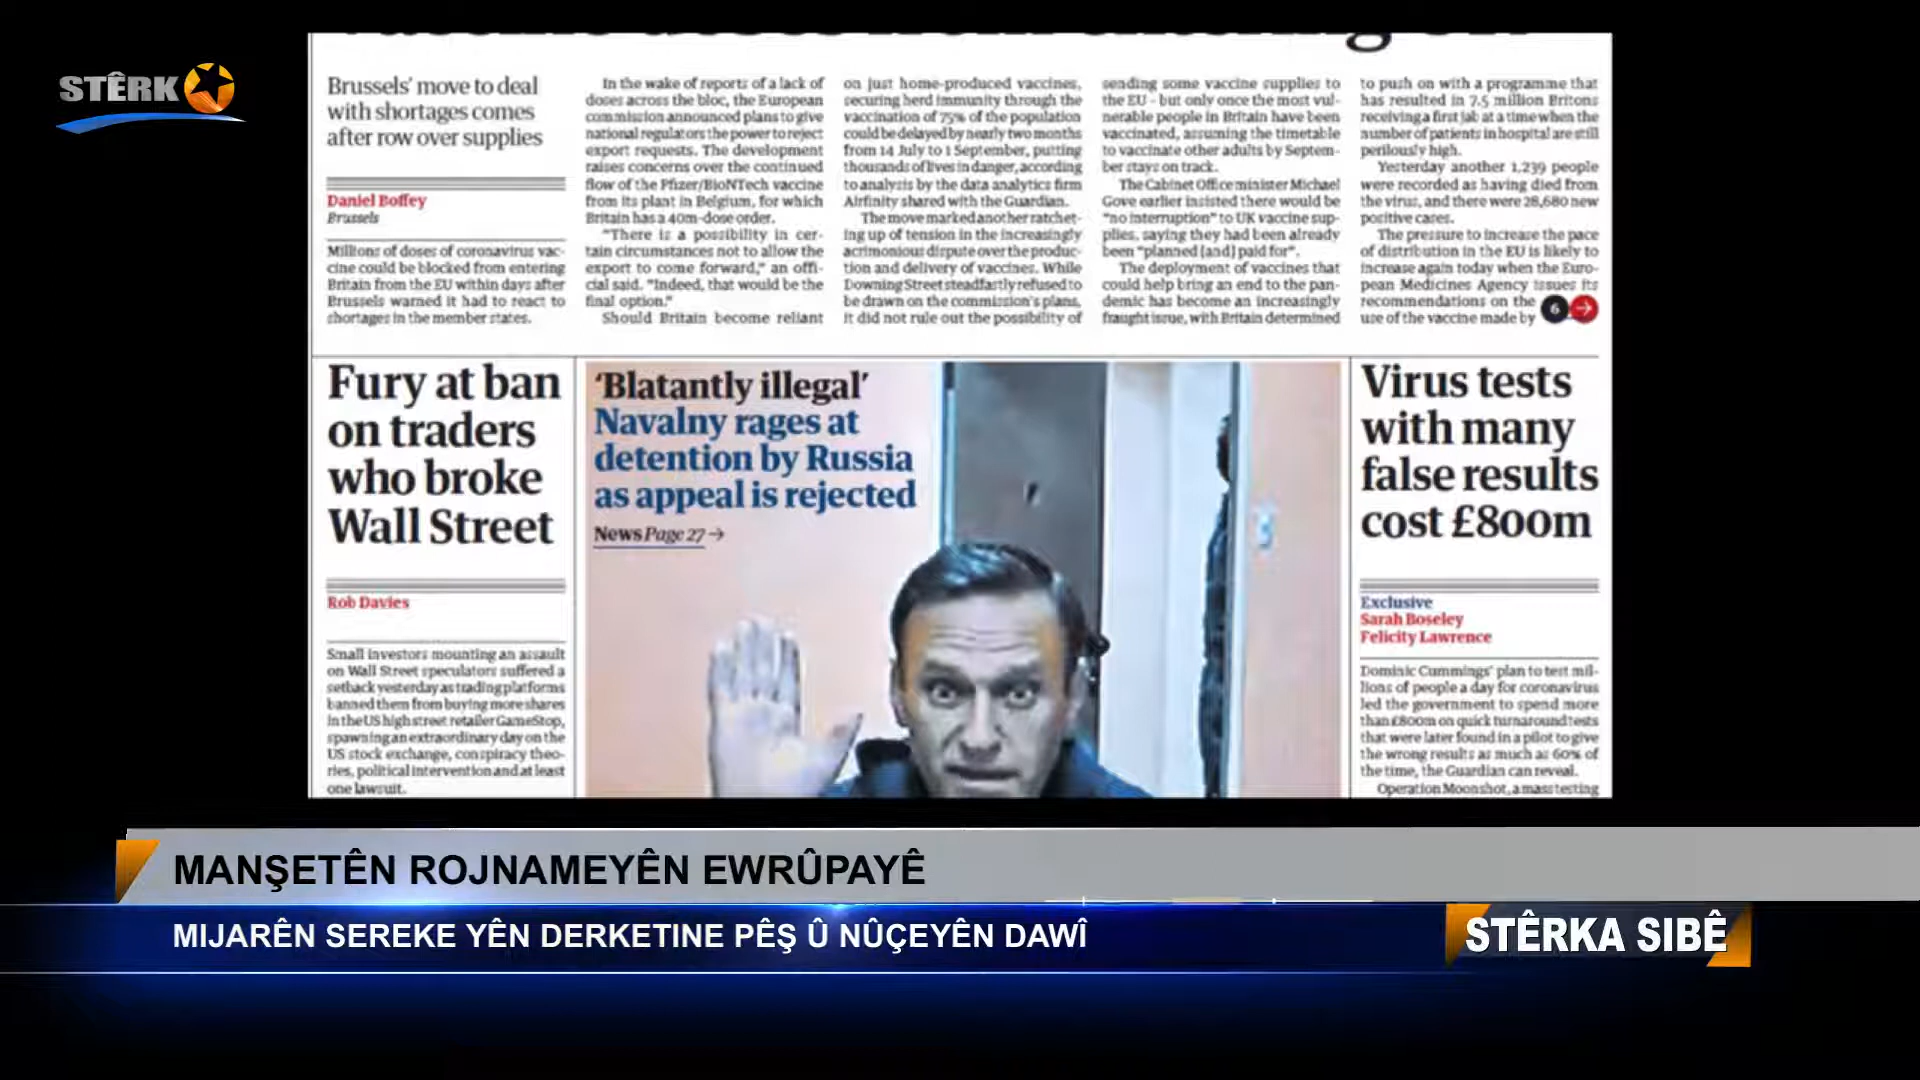 STÊRK
Brussels' move to deal
with shortages comes
after row over supplies
Daniel Boffey
Brussels
Millions of doses of coronavirus vac-
cine could be blocked from entering
Britain from the EU within days after
Brussels warned it had to react to
shortages in the member states.
In the wake of reports of a lack of
doses across the bloc, the European
commission announced plans to give
national regulators the power to reject
export requests. The development
raises concerns over the continued
flow of the Pfizer/BioNTech vaccine
from its plant in Belgium, for which
Britain has a 40m-dose order.
"There is a possibility in cer-
tain circumstances not to allow the
export to come forward," an offi-
cial said. "Indeed, that would be the
final option."
Should Britain become reliant
on just home-produced vaccines,
securing herd immunity through the
vaccination of 75% of the population
could be delayed by nearly two months
from 14 July to 1 September, putting
thousands of lives in danger, according
to analysis by the data analytics firm
Airfinity shared with the Guardian.
The move marked another ratchet-
ing up of tension in the increasingly
acrimonious dispute over the produc-
tion and delivery of vaccines. While
Downing Street steadfastly refused to
be drawn on the commission's plans,
it did not rule out the possibility of
sending some vaccine supplies to
the EU - but only once the most vul-
nerable people in Britain have been
vaccinated, assuming the timetable
to vaccinate other adults by Septem-
ber stays on track.
The Cabinet Office minister Michael
Gove earlier insisted there would be
"no interruption" to UK vaccine sup-
plies, saying they had been already
been "planned [and] paid for".
The deployment of vaccines that
could help bring an end to the pan-
demic has become an increasingly
fraught issue, with Britain determined
to push on with a programme that
has resulted in 7.5 million Britons
receiving a first jab at a time when the
number of patients in hospital are still
perilously high.
Yesterday another 1,239 people
were recorded as having died from
the virus, and there were 28,680 new
positive cases.
The pressure to increase the pace
of distribution in the EU is likely to
increase again today when the Euro-
pean Medicines Agency issues its
recommendations on the
use of the vaccine made by
6 →
Fury at ban
on traders
who broke
Wall Street
Rob Davies
Small investors mounting an assault
on Wall Street speculators suffered a
setback yesterday as trading platforms
banned them from buying more shares
in the US high street retailer GameStop,
spawning an extraordinary day on the
US stock exchange, conspiracy theo-
ries, political intervention and at least
one lawsuit.
'Blatantly illegal'
Navalny rages at
detention by Russia
as appeal is rejected
News Page 27 →
Virus tests
with many
false results
cost £800m
Exclusive
Sarah Boseley
Felicity Lawrence
Dominic Cummings' plan to test mil-
lions of people a day for coronavirus
led the government to spend more
than £800m on quick turnaround tests
that were later found in a pilot to give
the wrong results as much as 60% of
the time, the Guardian can reveal.
Operation Moonshot, a mass testing
MANŞETÊN ROJNAMEYÊN EWRÛPAYÊ
MIJARÊN SEREKE YÊN DERKETINE PÊŞ Û NÛÇEYÊN DAWÎ
STÊRKA SIBÊ